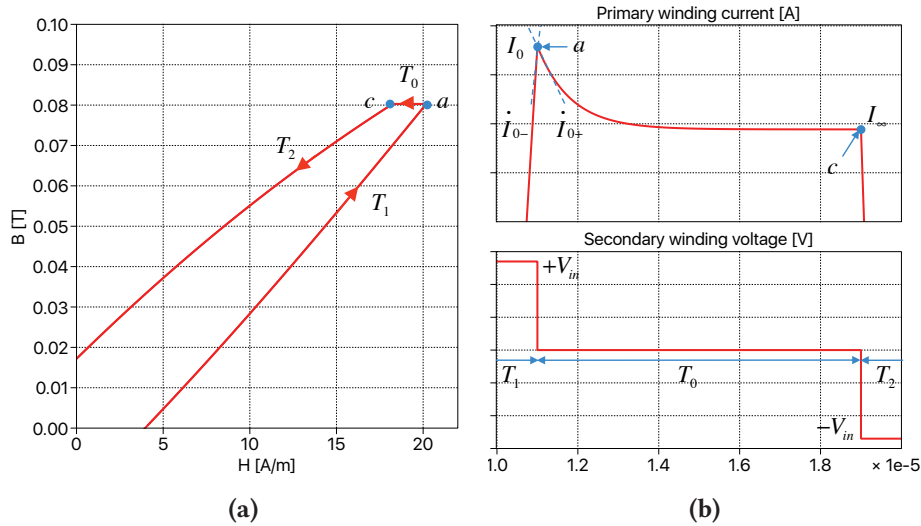 0.10
0.09
0.08
0.07
0.06
0.05
0.04
0.03
0.02
0.01
0.00
B [T]
T₀
c
a
T₂
T₁
0
5
10
15
20
H [A/m]
(a)
Primary winding current [A]
I₀
a
İ₀₋
İ₀₊
I∞
c
Secondary winding voltage [V]
+Vᵢₙ
T₁
T₀
T₂
−Vᵢₙ
1.0
1.2
1.4
1.6
1.8
× 1e-5
(b)